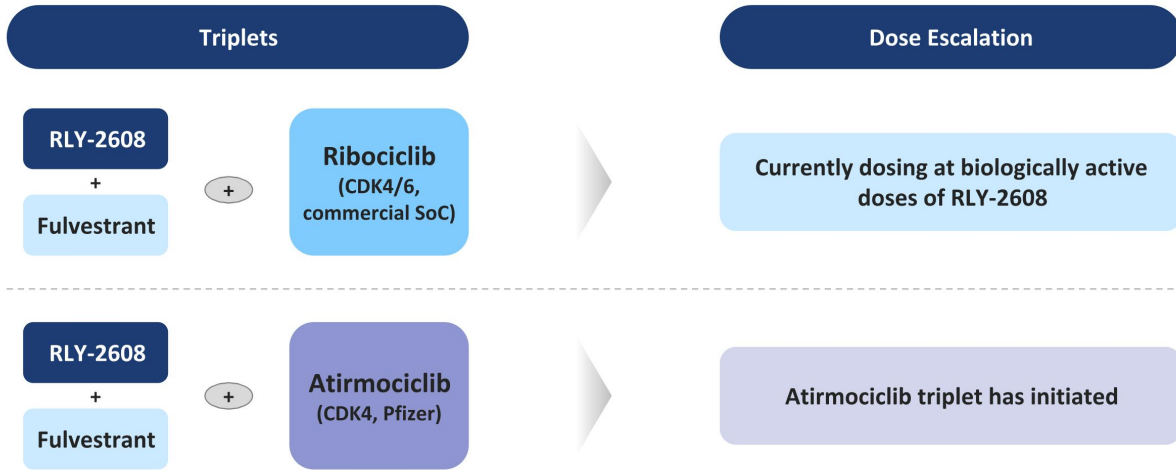 Triplets
Dose Escalation
RLY-2608
+
Fulvestrant
+
Ribociclib
(CDK4/6,
commercial SoC)
Currently dosing at biologically active
doses of RLY-2608
RLY-2608
+
Fulvestrant
+
Atirmociclib
(CDK4, Pfizer)
Atirmociclib triplet has initiated